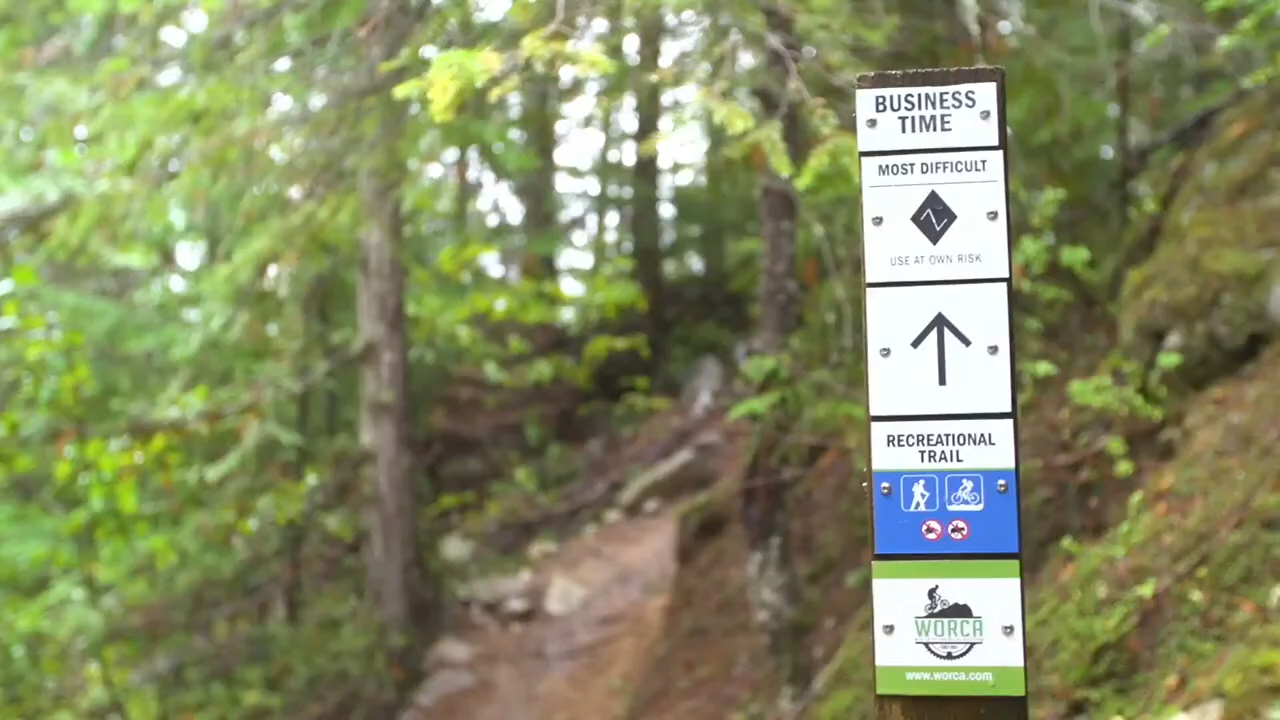 BUSINESS
TIME
MOST DIFFICULT
USE AT OWN RISK
RECREATIONAL
TRAIL
WORCA
www.worca.com